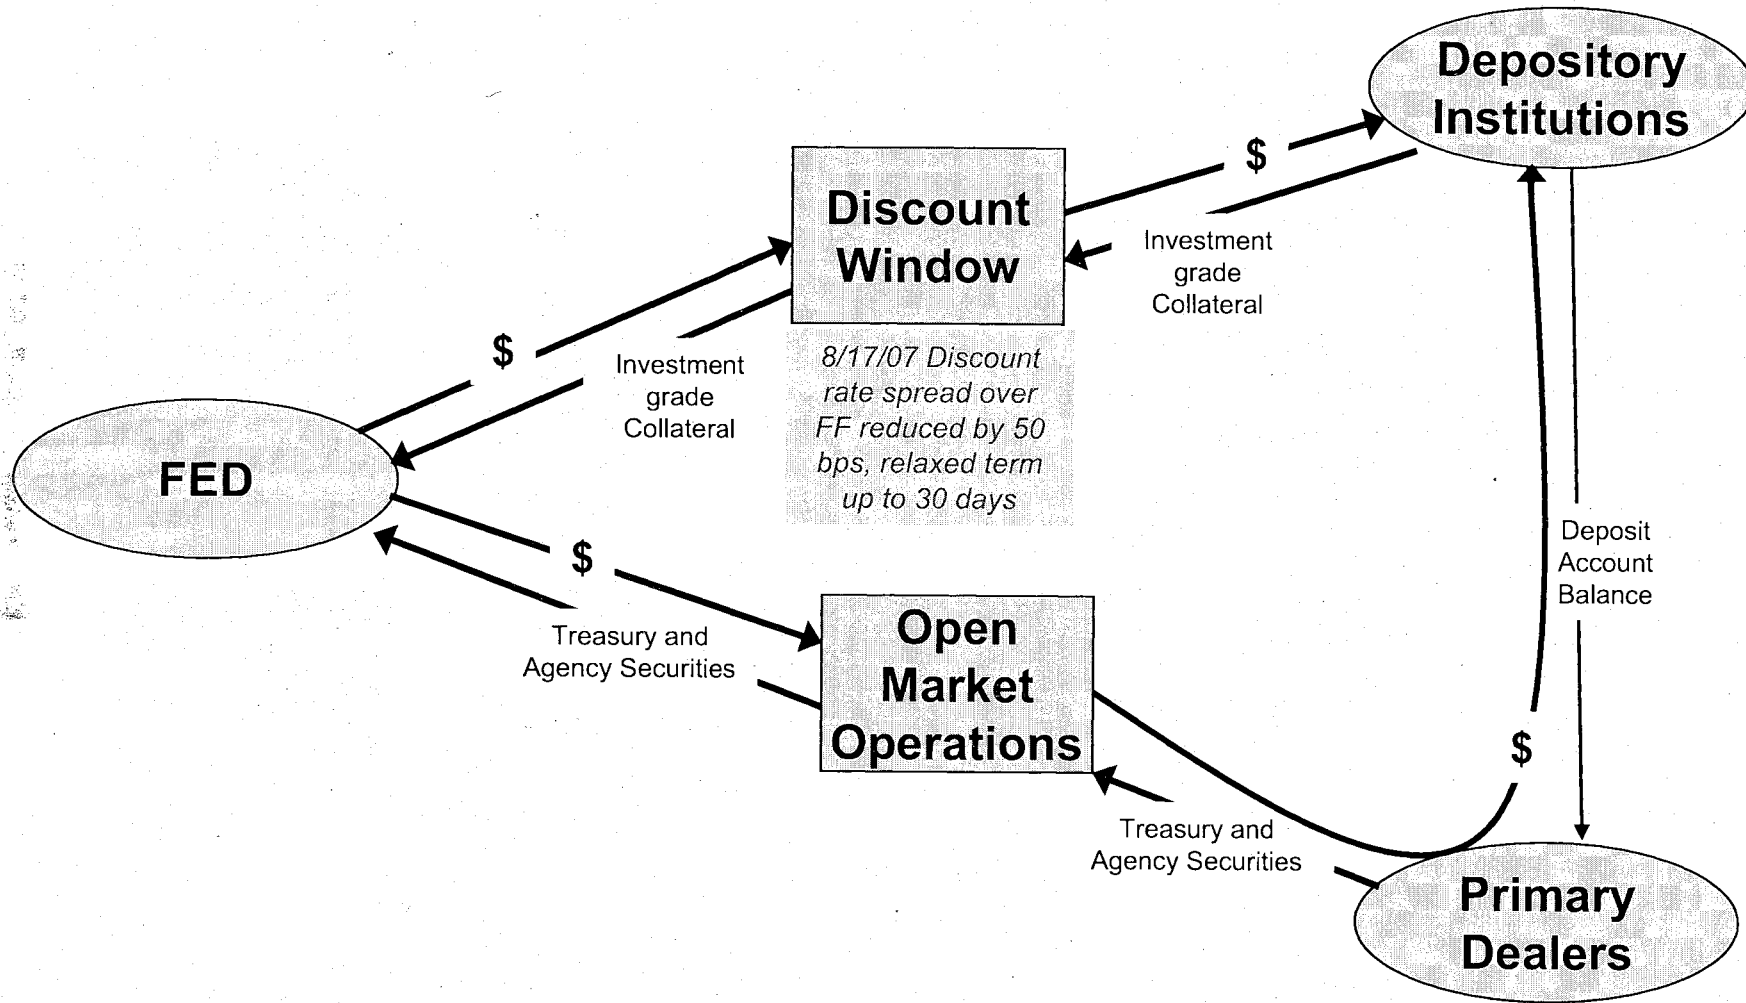 Depository
Institutions
$
Discount
Window
Investment
grade
Collateral
$
Investment
grade
Collateral
8/17/07 Discount
rate spread over
FF reduced by 50
bps, relaxed term
up to 30 days
FED
$
Treasury and
Agency Securities
Open
Market
Operations
Deposit
Account
Balance
$
Treasury and
Agency Securities
Primary
Dealers